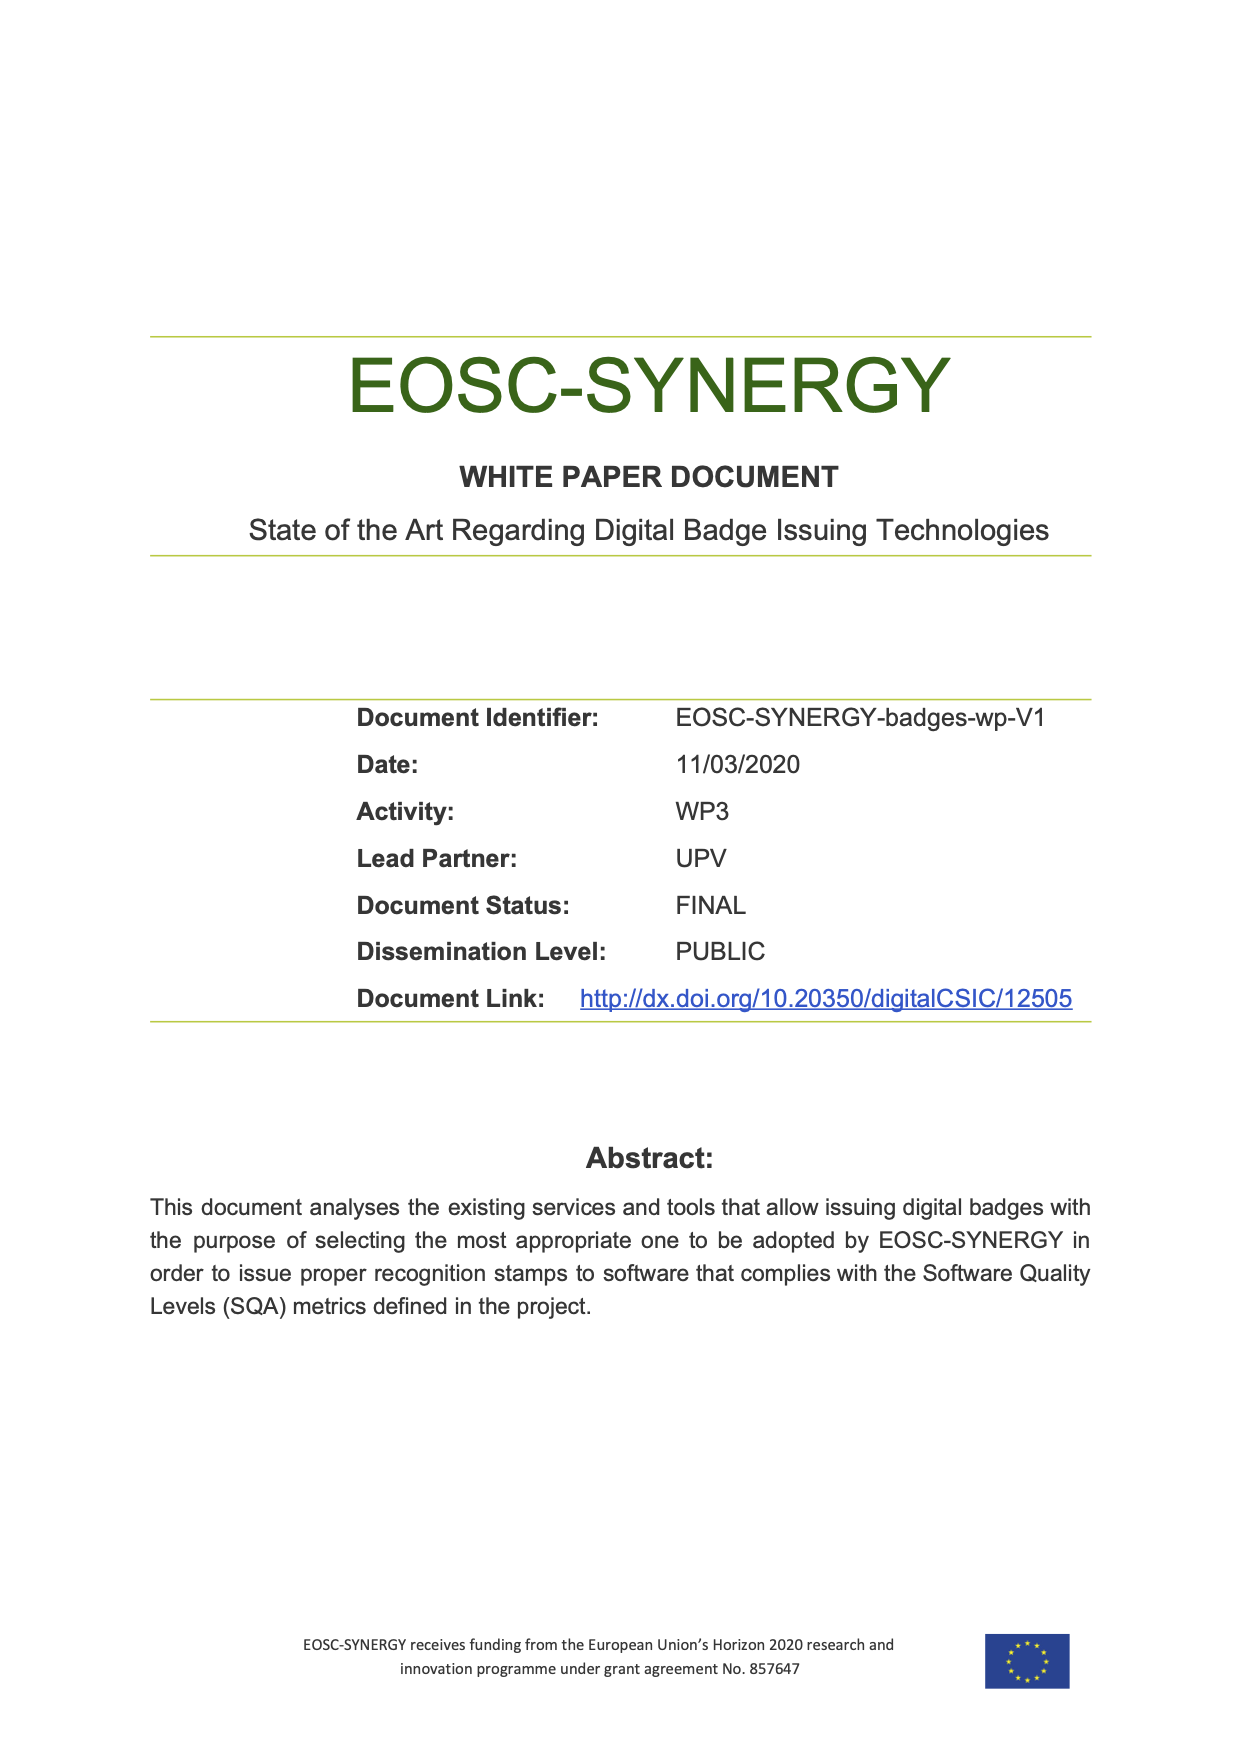 EOSC-SYNERGY
WHITE PAPER DOCUMENT
State of the Art Regarding Digital Badge Issuing Technologies
Document Identifier: EOSC-SYNERGY-badges-wp-V1
Date: 11/03/2020
Activity: WP3
Lead Partner: UPV
Document Status: FINAL
Dissemination Level: PUBLIC
Document Link: http://dx.doi.org/10.20350/digitalCSIC/12505
Abstract:
This document analyses the existing services and tools that allow issuing digital badges with
the purpose of selecting the most appropriate one to be adopted by EOSC-SYNERGY in
order to issue proper recognition stamps to software that complies with the Software Quality
Levels (SQA) metrics defined in the project.
EOSC-SYNERGY receives funding from the European Union’s Horizon 2020 research and
innovation programme under grant agreement No. 857647